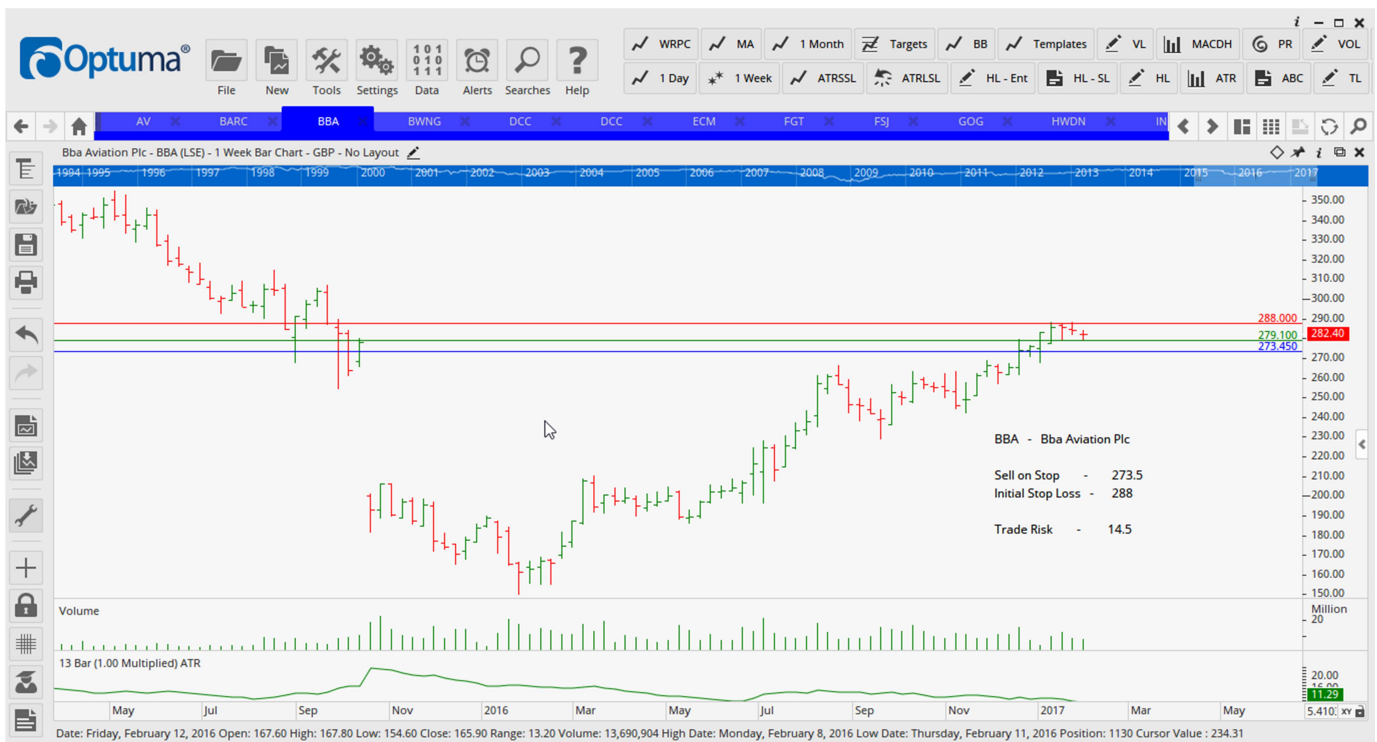 Optuma®
File
New
Tools
Settings
101
010
111
Data
Alerts
Searches
Help
WRPC MA 1 Month Targets BB Templates VL MACDH PR VOL
1 Day 1 Week ATRSSL ATRLSL HL - Ent HL - SL HL ATR ABC TL
AV BARC BBA BWNG DCC DCC ECM FGT FSJ GOG HWDN IN
Bba Aviation Plc - BBA (LSE) - 1 Week Bar Chart - GBP - No Layout
1994 1995 1996 1997 1998 1999 2000 2001 2002 2003 2004 2005 2006 2007 2008 2009 2010 2011 2012 2013 2014 2015 2016 2017
350.00
340.00
330.00
320.00
310.00
300.00
288.000 290.00
279.100 282.40
273.450
270.00
260.00
250.00
240.00
230.00
220.00
210.00
200.00
190.00
180.00
170.00
160.00
150.00
BBA - Bba Aviation Plc
Sell on Stop - 273.5
Initial Stop Loss - 288
Trade Risk - 14.5
Volume
Million
20
13 Bar (1.00 Multiplied) ATR
20.00
16.00
11.29
May Jul Sep Nov 2016 Mar May Jul Sep Nov 2017 Mar May
5.410: XY
Date: Friday, February 12, 2016 Open: 167.60 High: 167.80 Low: 154.60 Close: 165.90 Range: 13.20 Volume: 13,690,904 High Date: Monday, February 8, 2016 Low Date: Thursday, February 11, 2016 Position: 1130 Cursor Value : 234.31